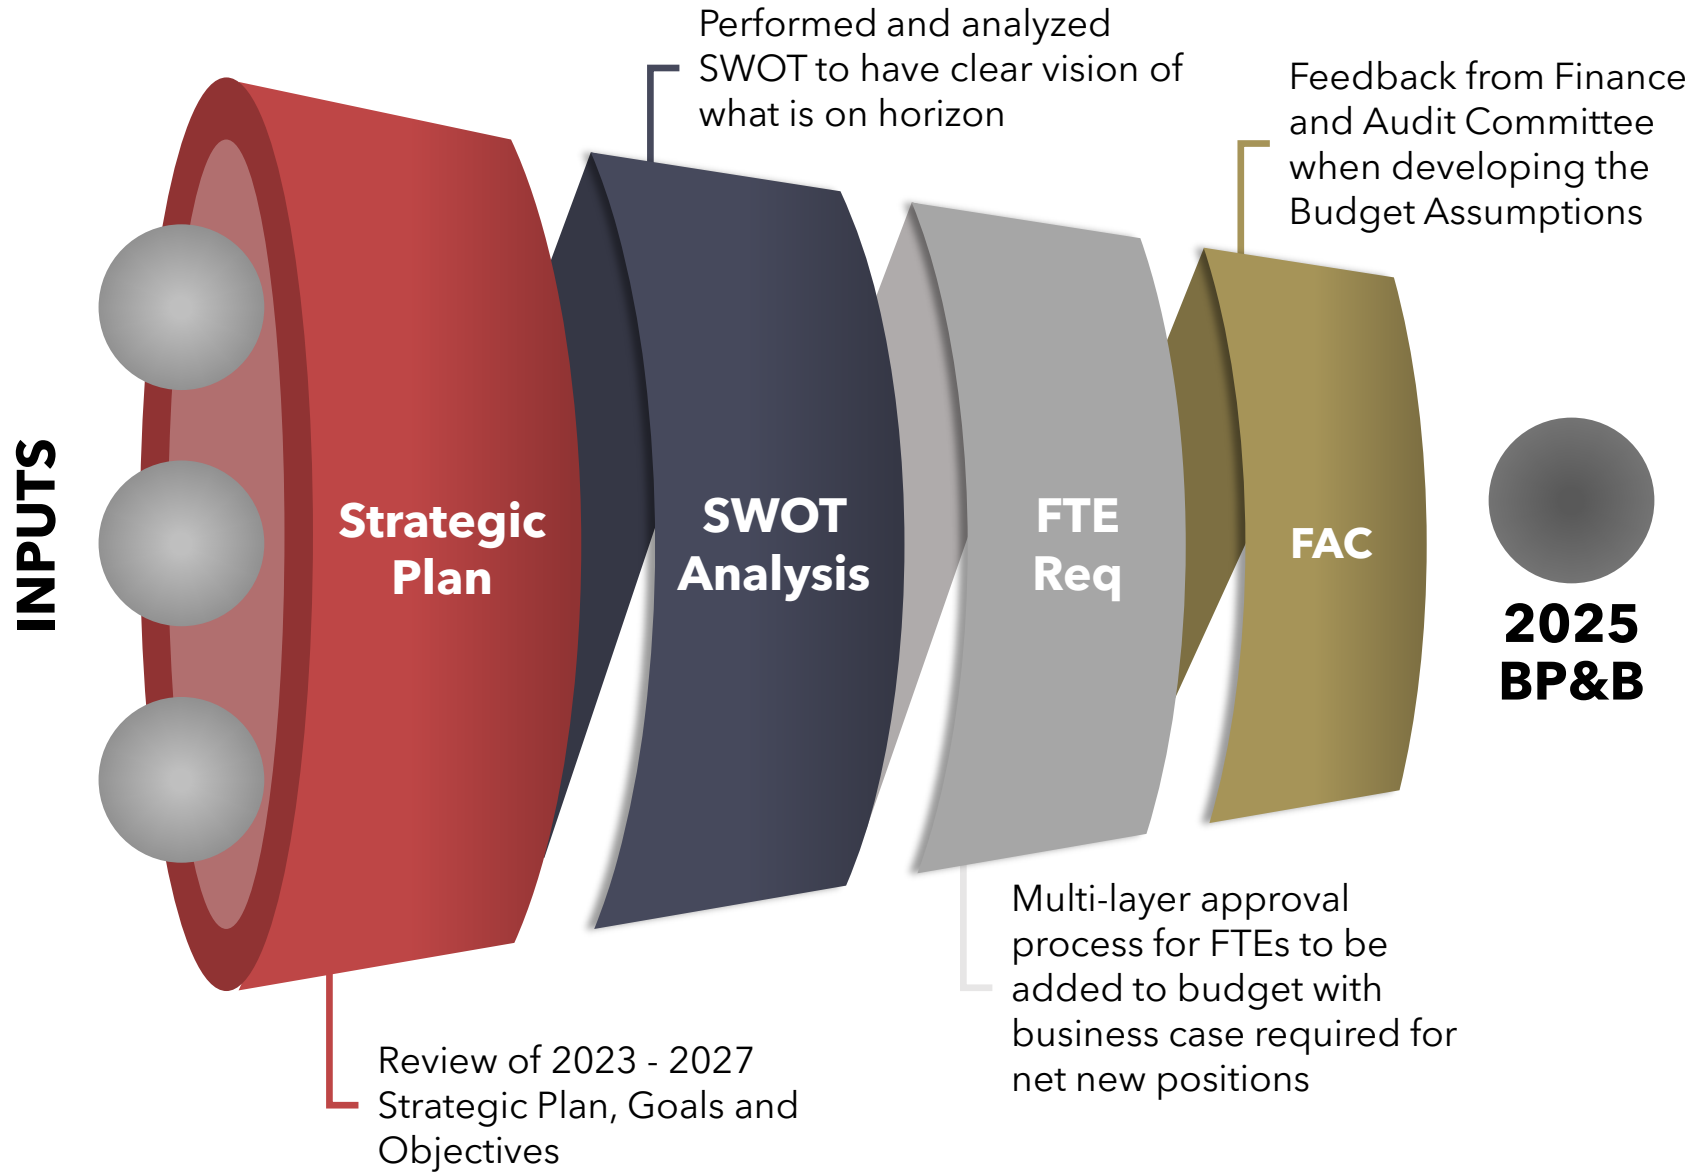 Performed and analyzed
SWOT to have clear vision of
what is on horizon
Feedback from Finance
and Audit Committee
when developing the
Budget Assumptions
INPUTS
Strategic
Plan
SWOT
Analysis
FTE
Req
FAC
2025
BP&B
Multi-layer approval
process for FTEs to be
added to budget with
business case required for
net new positions
Review of 2023 - 2027
Strategic Plan, Goals and
Objectives